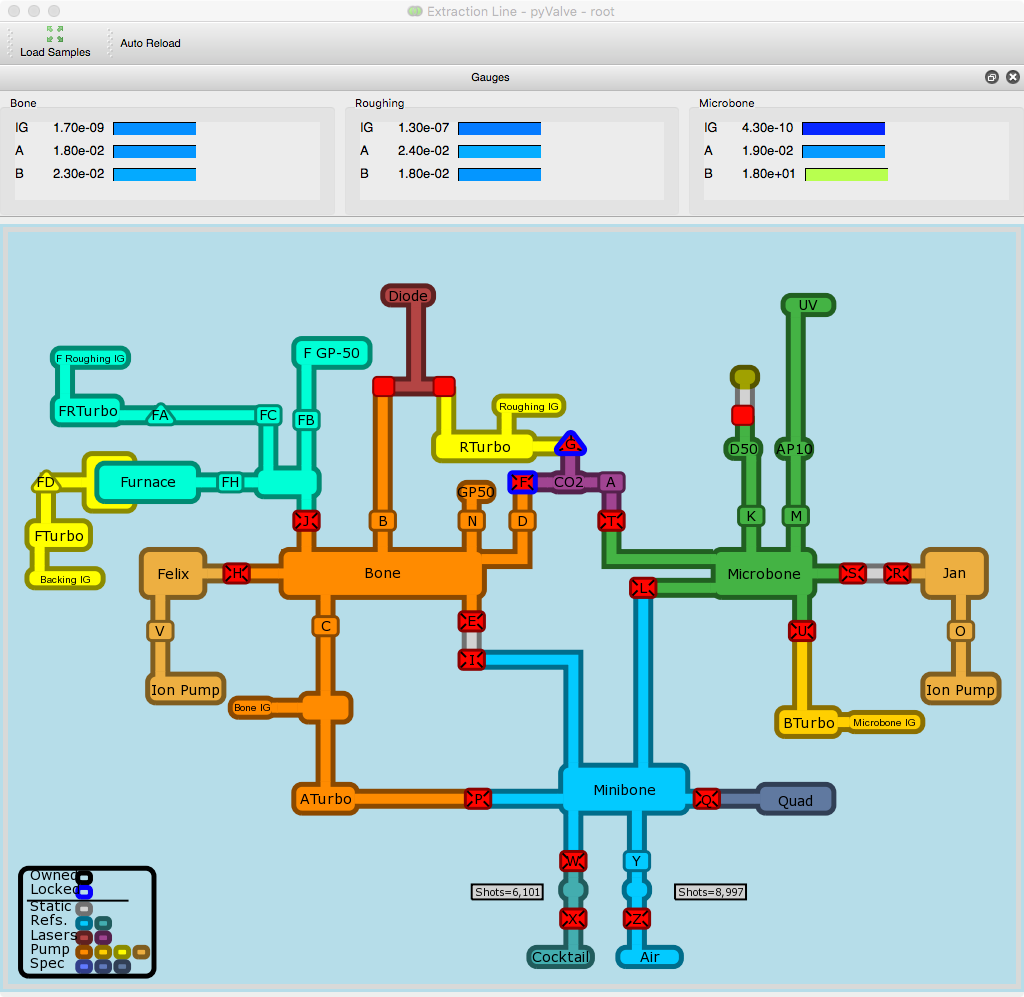 Extraction Line - pyValve - root
Load Samples
Auto Reload
Gauges
Bone
IG 1.70e-09
A 1.80e-02
B 2.30e-02
Roughing
IG 1.30e-07
A 2.40e-02
B 1.80e-02
Microbone
IG 4.30e-10
A 1.90e-02
B 1.80e+01
Diode
UV
F GP-50
F Roughing IG
FRTurbo
FA
FC
FB
Roughing IG
RTurbo
G
D50
AP10
FD
Furnace
FH
GP50
F
CO2
A
FTurbo
J
B
N
D
T
K
M
Backing IG
Felix
H
Bone
Microbone
S
R
Jan
L
V
C
E
U
O
I
Ion Pump
Bone IG
BTurbo
Microbone IG
Ion Pump
ATurbo
P
Minibone
Q
Quad
W
Y
Shots=6,101
Shots=8,997
X
Z
Cocktail
Air
Owned
Locked
Static
Refs.
Lasers
Pump
Spec